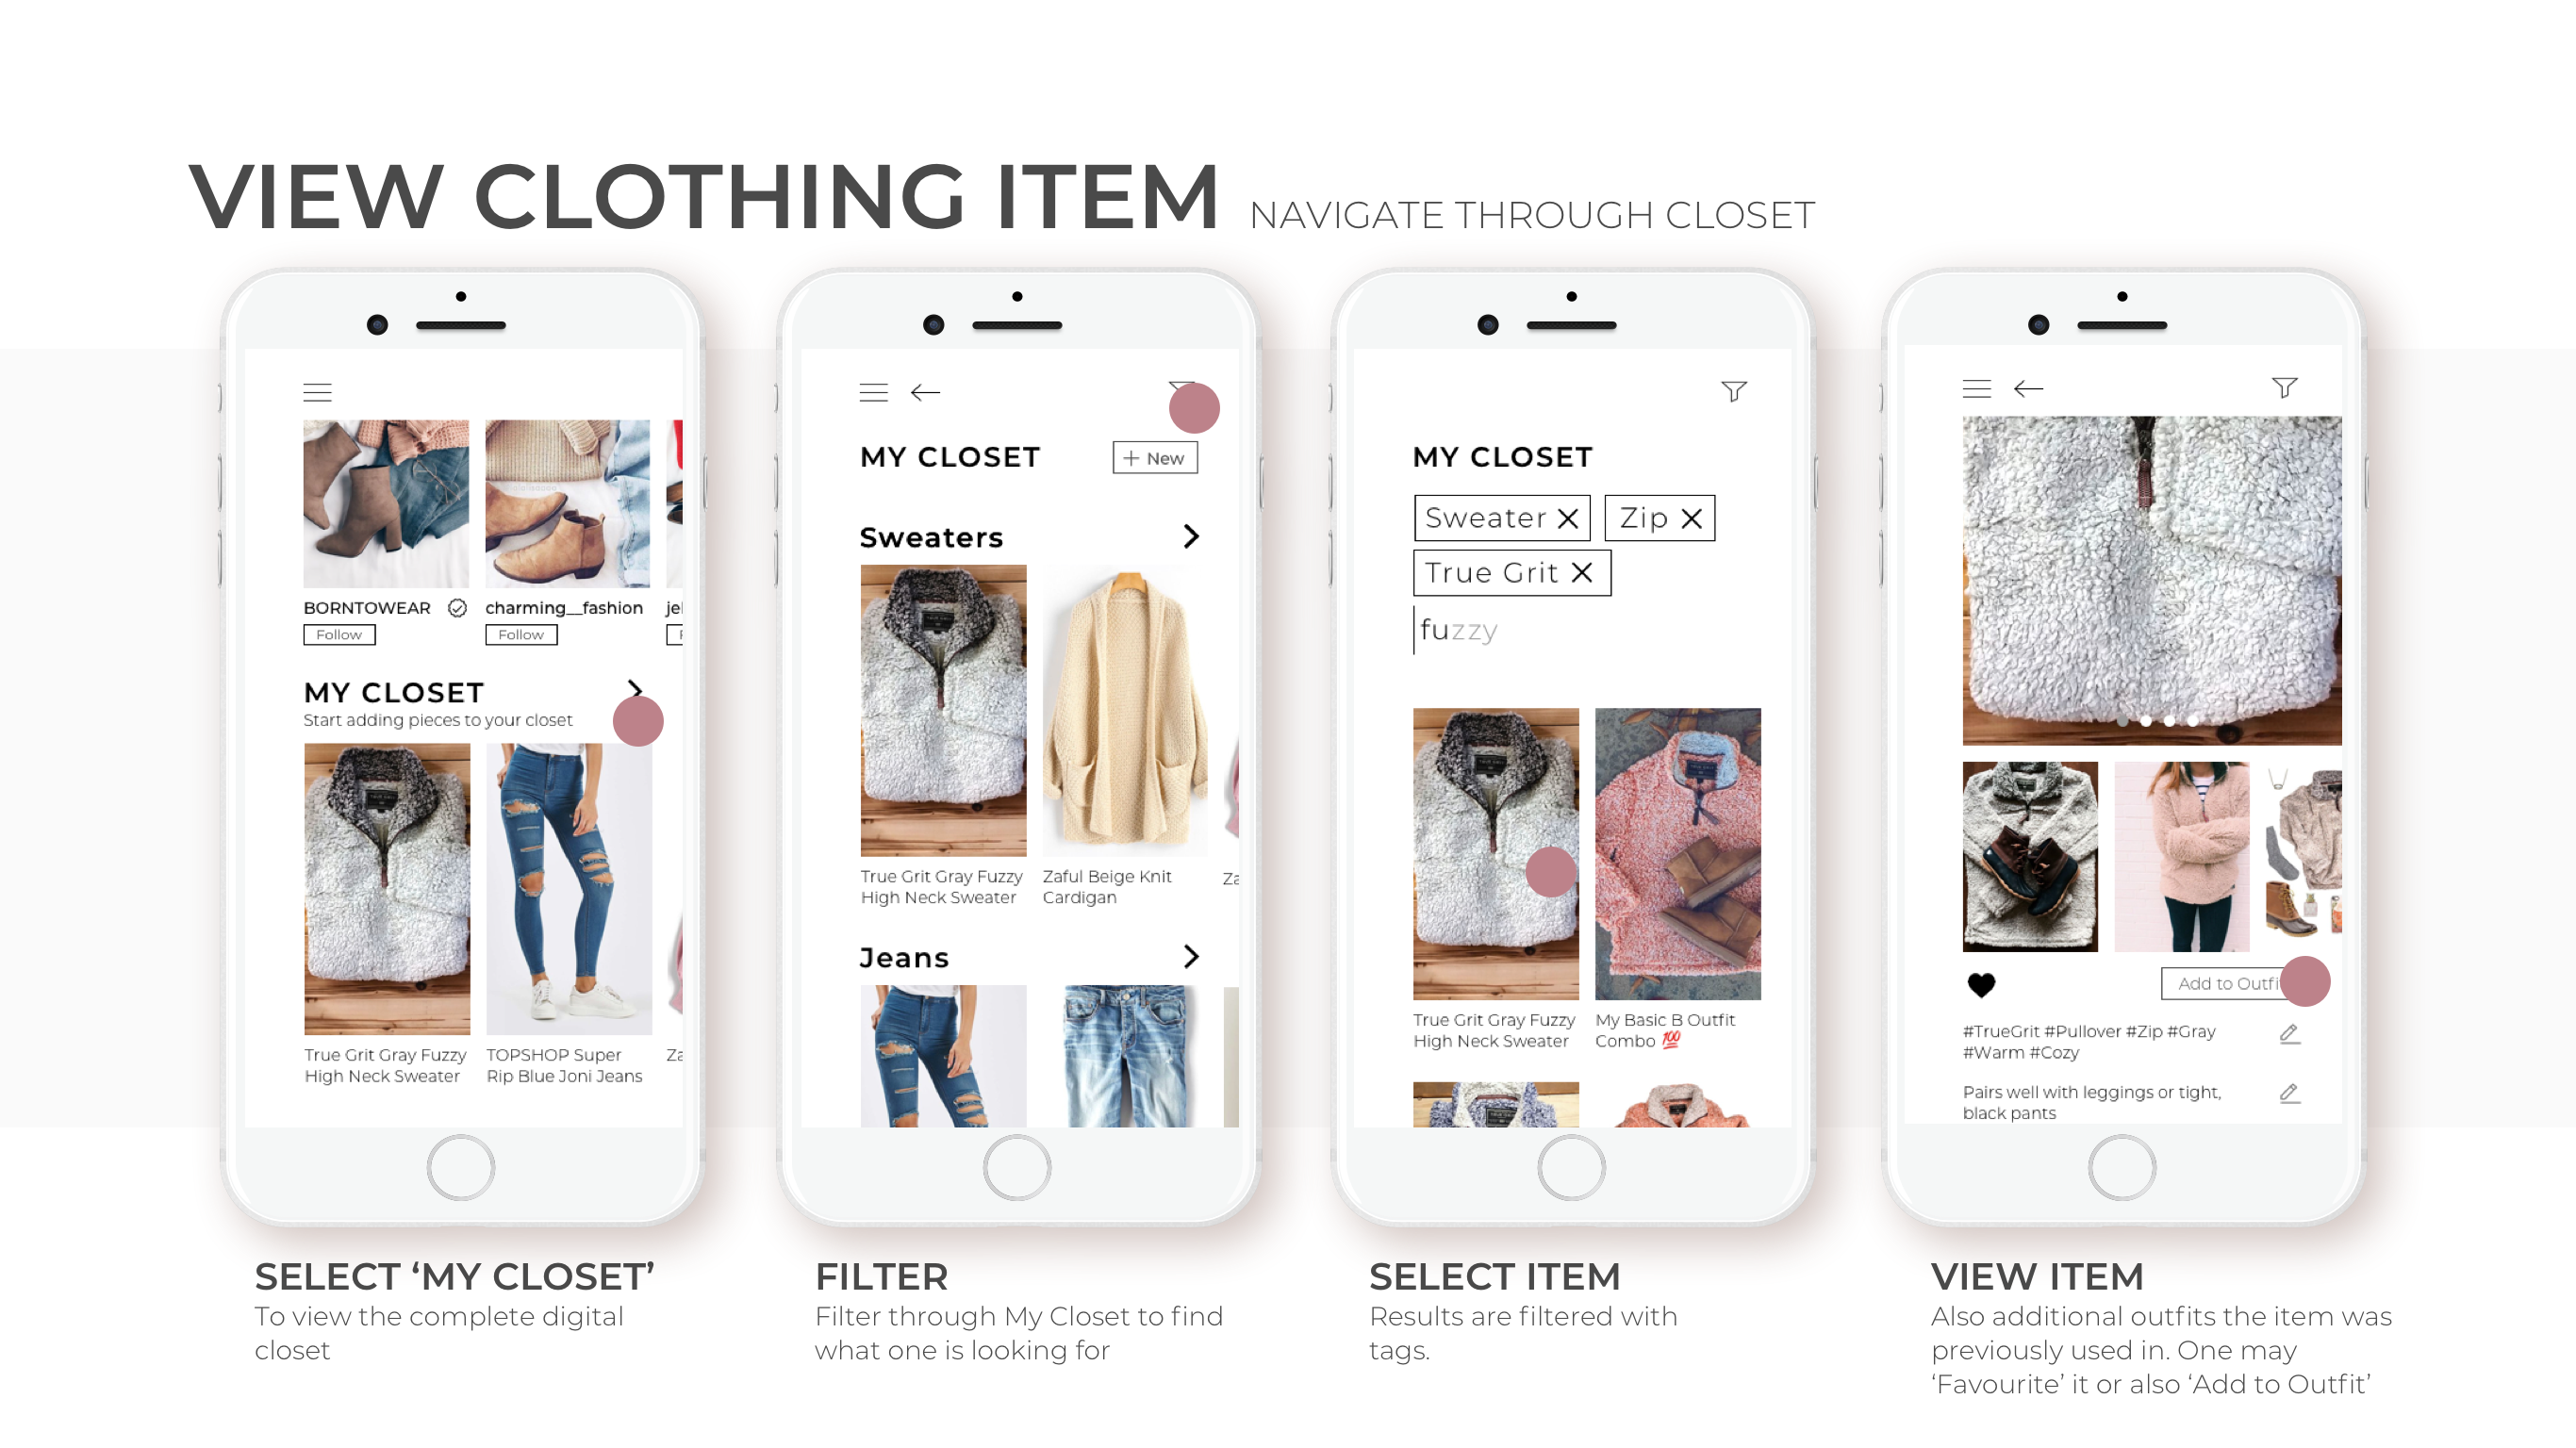 VIEW CLOTHING ITEM NAVIGATE THROUGH CLOSET
BORNTOWEAR
Follow
charming__fashion
Follow
MY CLOSET
Start adding pieces to your closet
True Grit Gray Fuzzy
High Neck Sweater
TOPSHOP Super
Rip Blue Joni Jeans
Za
SELECT ‘MY CLOSET’
To view the complete digital
closet
MY CLOSET
+ New
Sweaters
True Grit Gray Fuzzy
High Neck Sweater
Zaful Beige Knit
Cardigan
Za
Jeans
FILTER
Filter through My Closet to find
what one is looking for
MY CLOSET
Sweater X
Zip X
True Grit X
fuzzy
True Grit Gray Fuzzy
High Neck Sweater
My Basic B Outfit
Combo 💯
SELECT ITEM
Results are filtered with
tags.
Add to Outfi
#TrueGrit #Pullover #Zip #Gray
#Warm #Cozy
Pairs well with leggings or tight,
black pants
VIEW ITEM
Also additional outfits the item was
previously used in. One may
‘Favourite’ it or also ‘Add to Outfit’